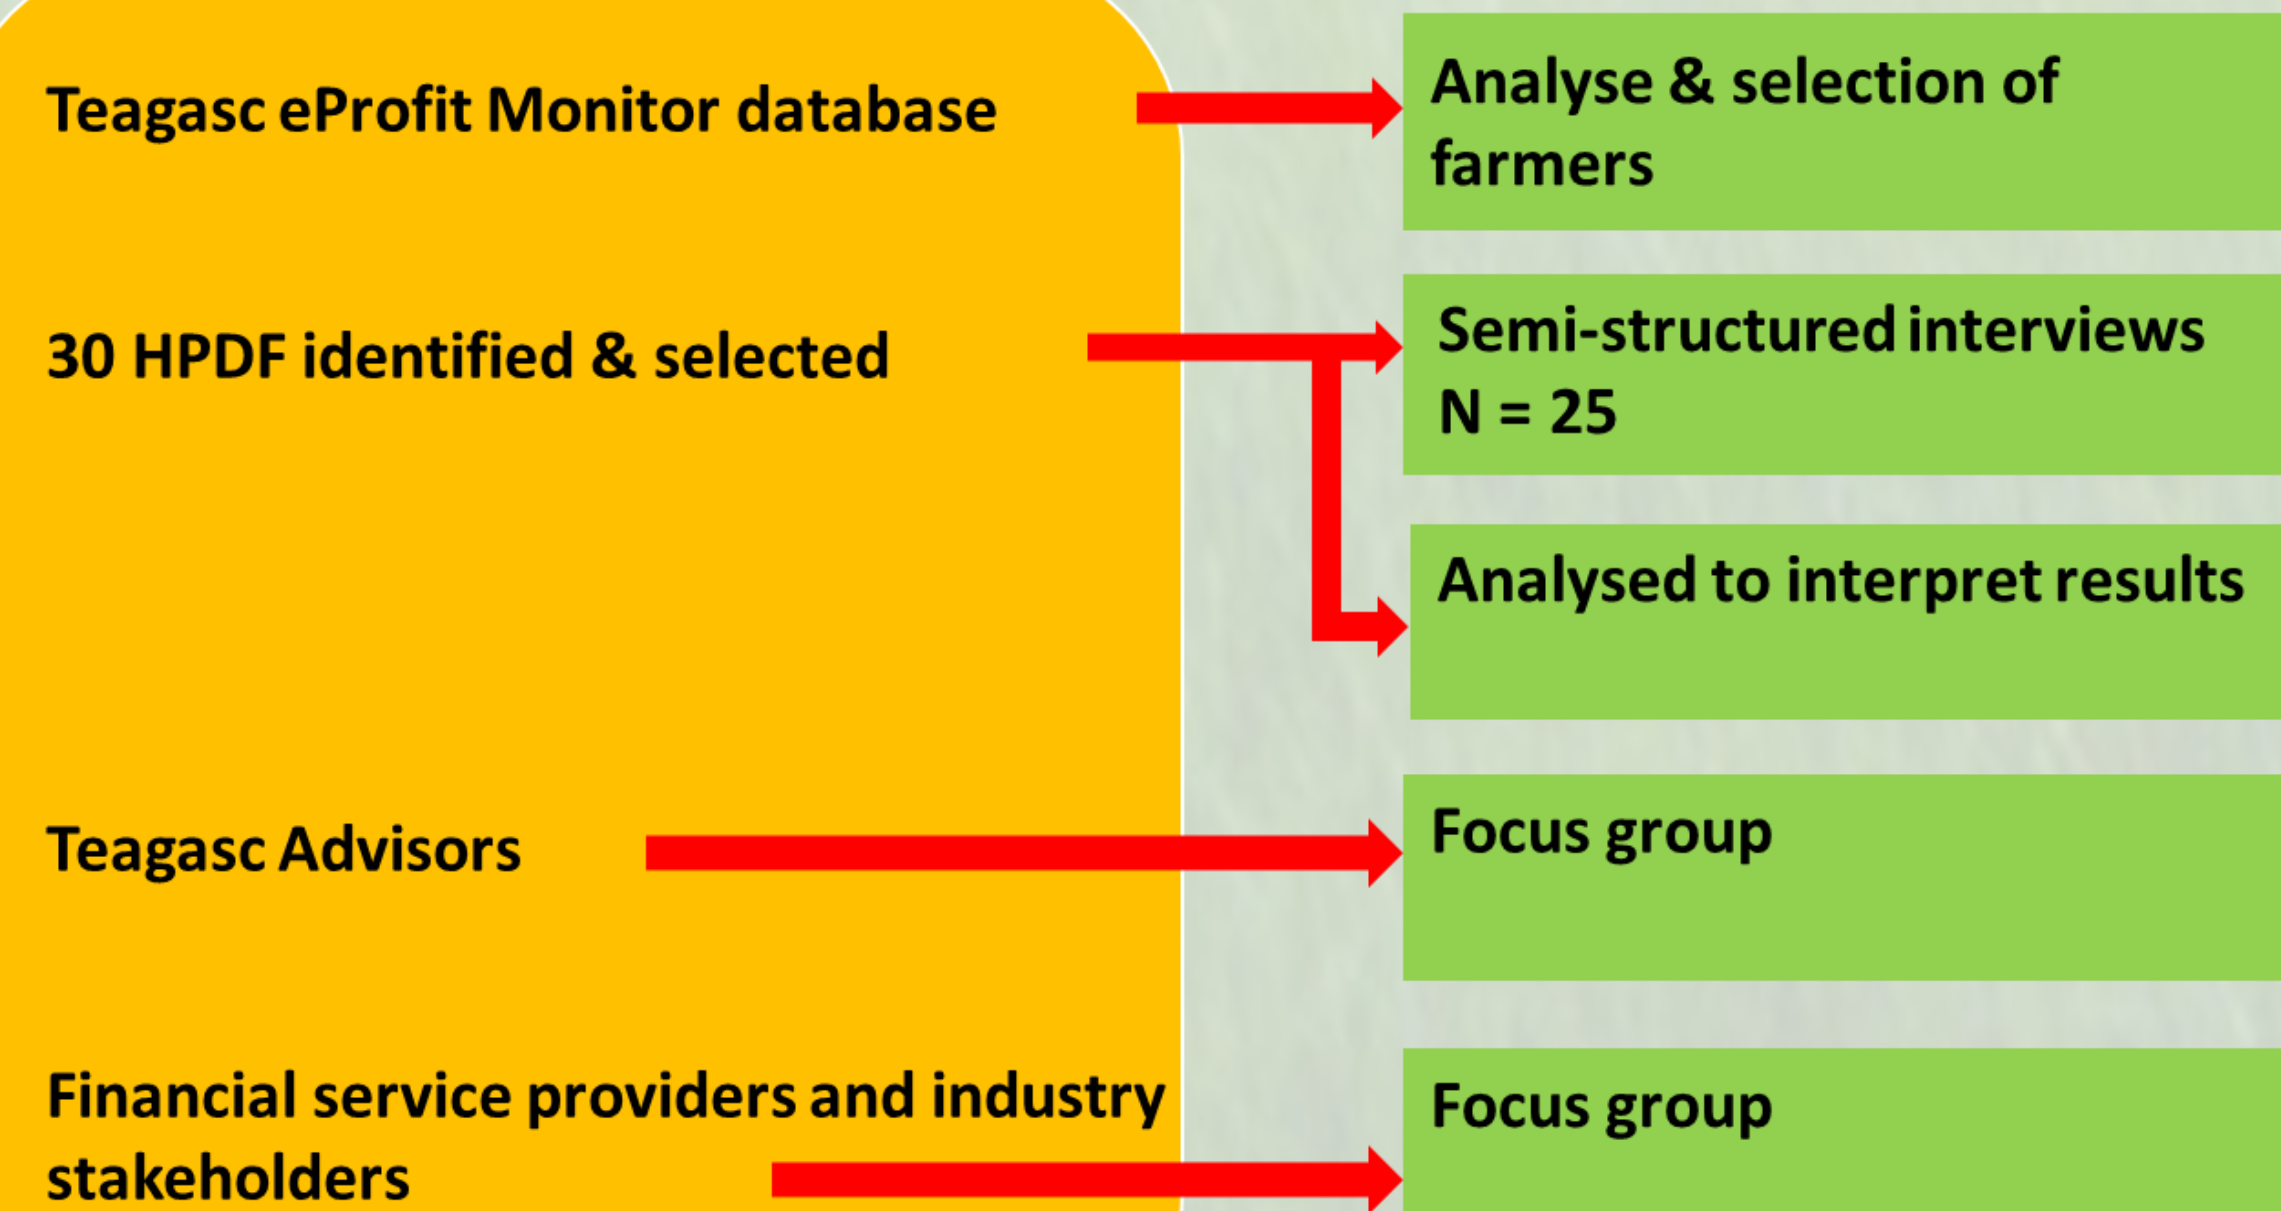 Teagasc eProfit Monitor database
Analyse & selection of
farmers
30 HPDF identified & selected
Semi-structured interviews
N = 25
Analysed to interpret results
Teagasc Advisors
Focus group
Financial service providers and industry
stakeholders
Focus group